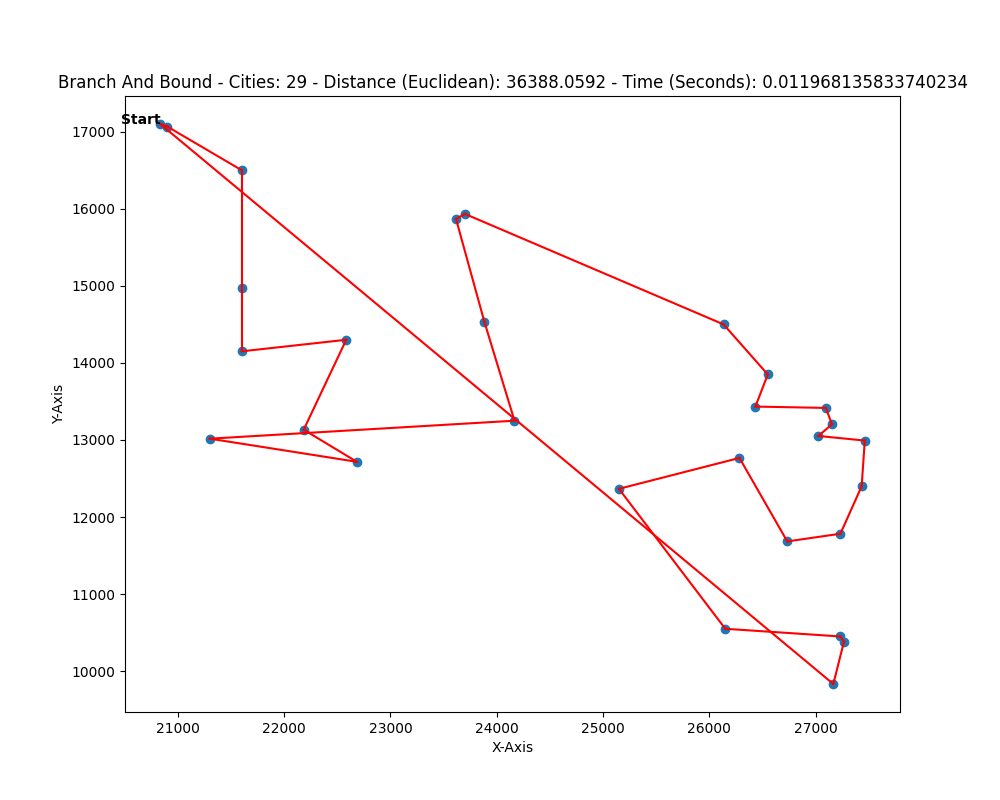 Branch And Bound - Cities: 29 - Distance (Euclidean): 36388.0592 - Time (Seconds): 0.011968135833740234
Start
17000
16000
15000
14000
13000
12000
11000
10000
Y-Axis
21000 22000 23000 24000 25000 26000 27000
X-Axis